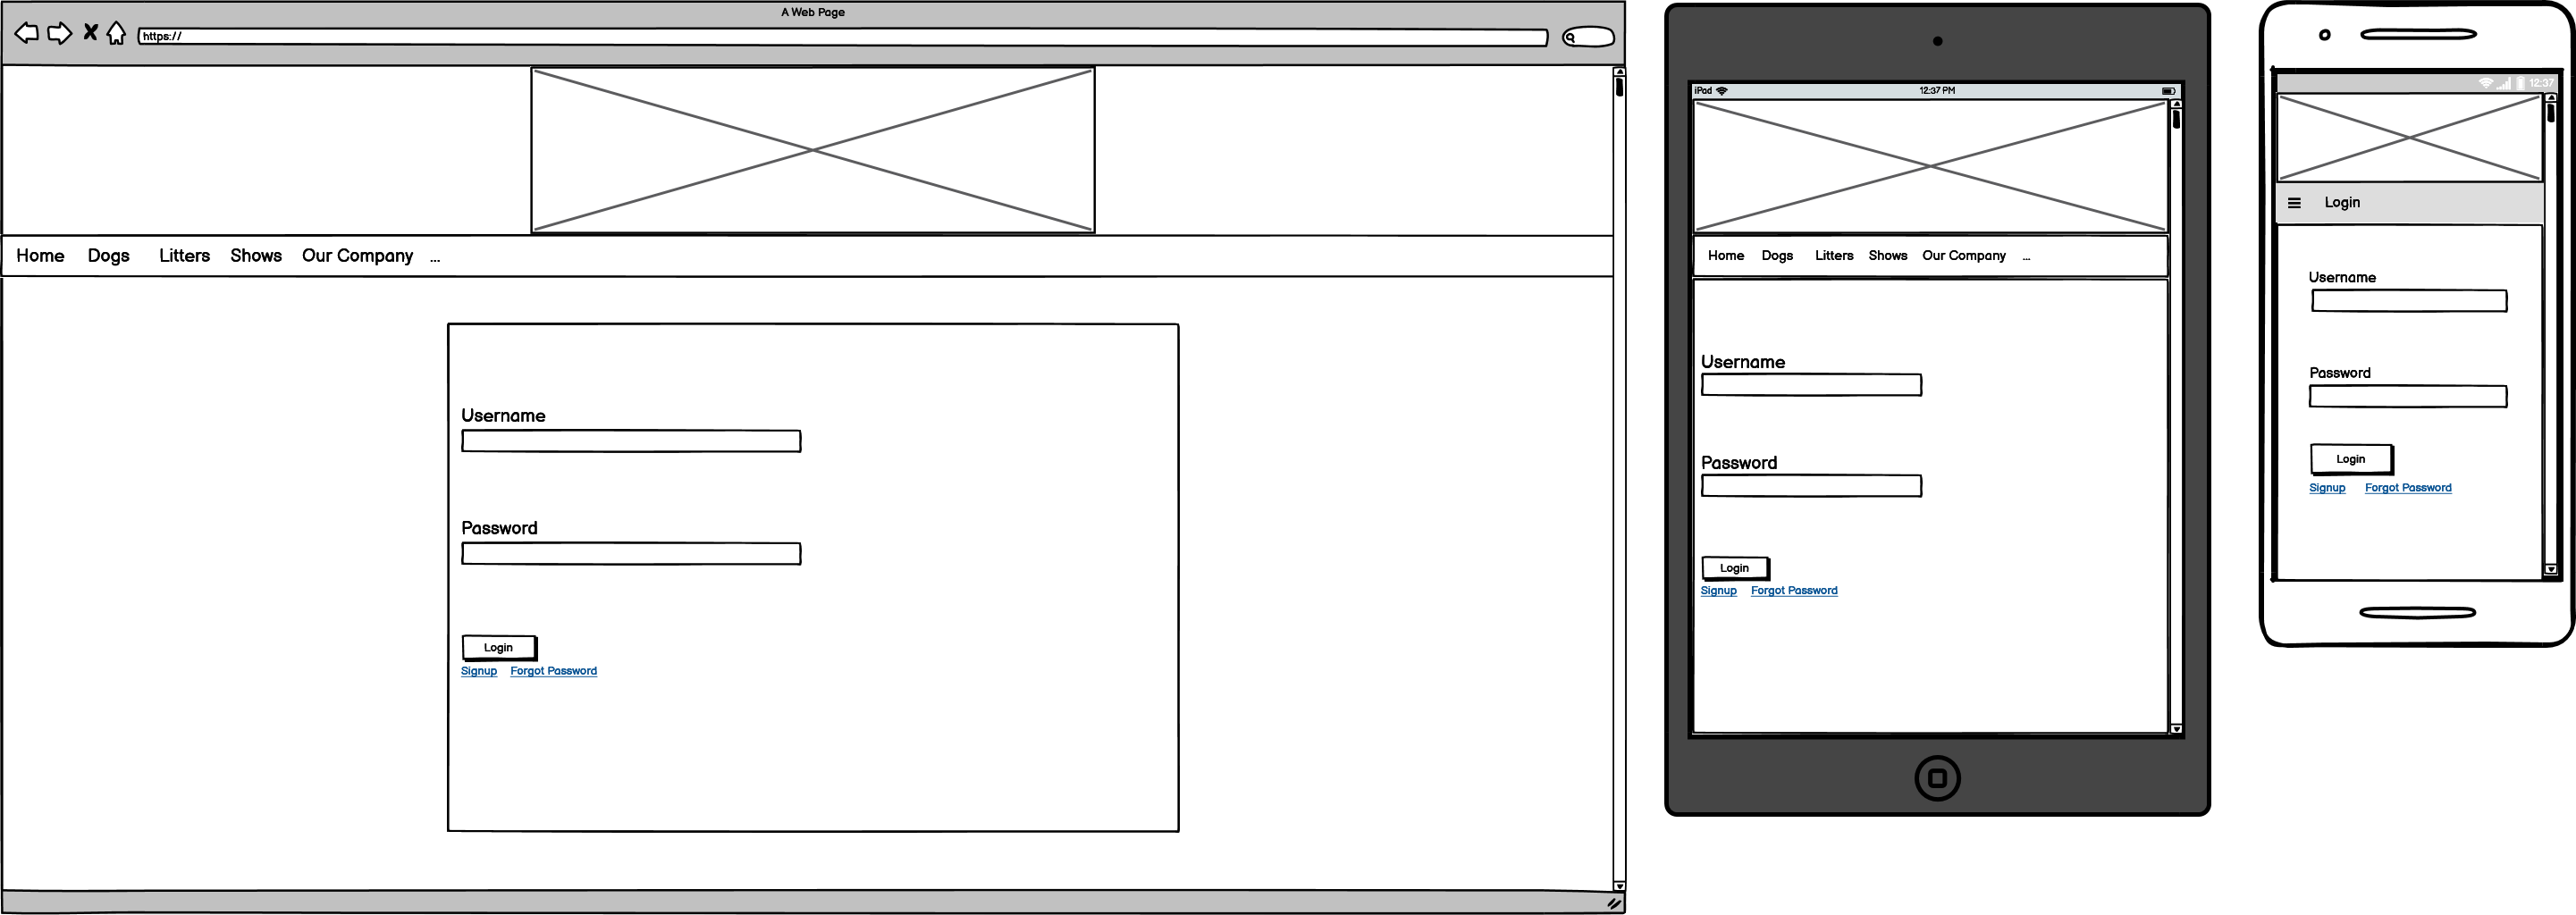 A Web Page
https://
Home Dogs Litters Shows Our Company ...
Username
Password
Login
Signup Forgot Password
iPad 12:37 PM
Home Dogs Litters Shows Our Company ...
Username
Password
Login
Signup Forgot Password
12:37
Login
Username
Password
Login
Signup Forgot Password